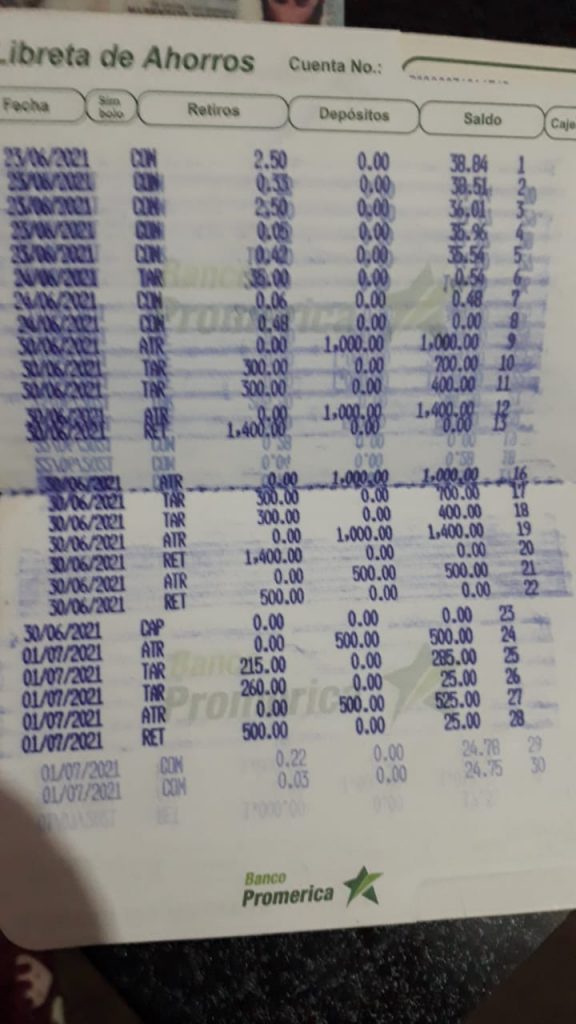 Libreta de Ahorros Cuenta No.:
Fecha Sím bolo Retiros Depósitos Saldo Caje
23/06/2021 COM 2.50 0.00 38.84 1
23/06/2021 COM 0.33 0.00 38.51 2
23/06/2021 COM 2.50 0.00 36.01 3
23/06/2021 COM 0.05 0.00 35.96 4
23/06/2021 COM 0.42 0.00 35.54 5
24/06/2021 TAR 35.00 0.00 0.54 6
24/06/2021 COM 0.06 0.00 0.48 7
24/06/2021 COM 0.48 0.00 0.00 8
30/06/2021 ATR 0.00 1,000.00 1,000.00 9
30/06/2021 TAR 300.00 0.00 700.00 10
30/06/2021 TAR 300.00 0.00 400.00 11
30/06/2021 ATR 0.00 1,000.00 1,400.00 12
30/06/2021 RET 1,400.00 0.00 0.00 13
30/06/2021 ATR 0.00 1,000.00 1,000.00 16
30/06/2021 TAR 300.00 0.00 700.00 17
30/06/2021 TAR 300.00 0.00 400.00 18
30/06/2021 ATR 0.00 1,000.00 1,400.00 19
30/06/2021 RET 1,400.00 0.00 0.00 20
30/06/2021 ATR 0.00 500.00 500.00 21
30/06/2021 RET 500.00 0.00 0.00 22
30/06/2021 CAP 0.00 0.00 0.00 23
01/07/2021 ATR 0.00 500.00 500.00 24
01/07/2021 TAR 215.00 0.00 285.00 25
01/07/2021 TAR 260.00 0.00 25.00 26
01/07/2021 ATR 0.00 500.00 525.00 27
01/07/2021 RET 500.00 0.00 25.00 28
01/07/2021 COM 0.22 0.00 24.78 29
01/07/2021 COM 0.03 0.00 24.75 30
Banco
Promerica